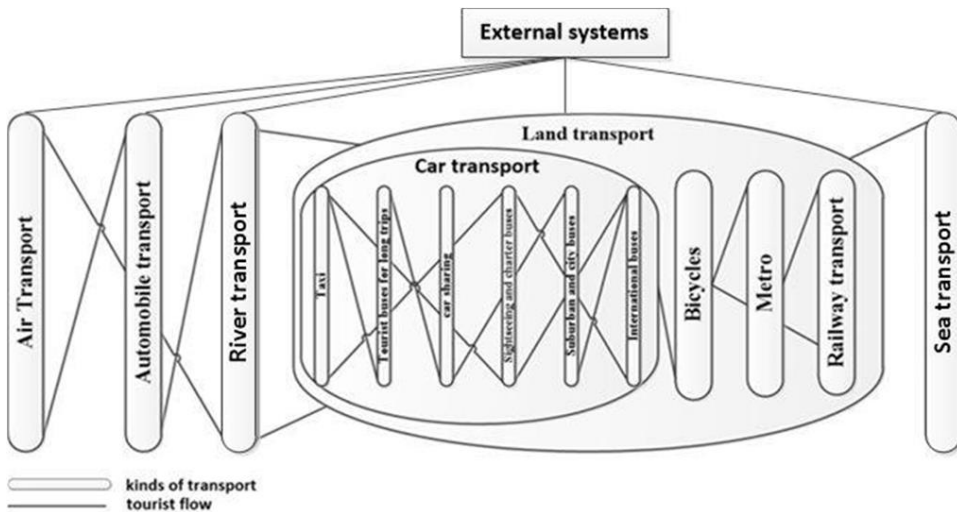 External systems
Land transport
Car transport
Air Transport
Automobile transport
River transport
Taxi
Tourist buses for long trips
car sharing
Sightseeing and charter buses
Suburban and city buses
International buses
Bicycles
Metro
Railway transport
Sea transport
kinds of transport
tourist flow